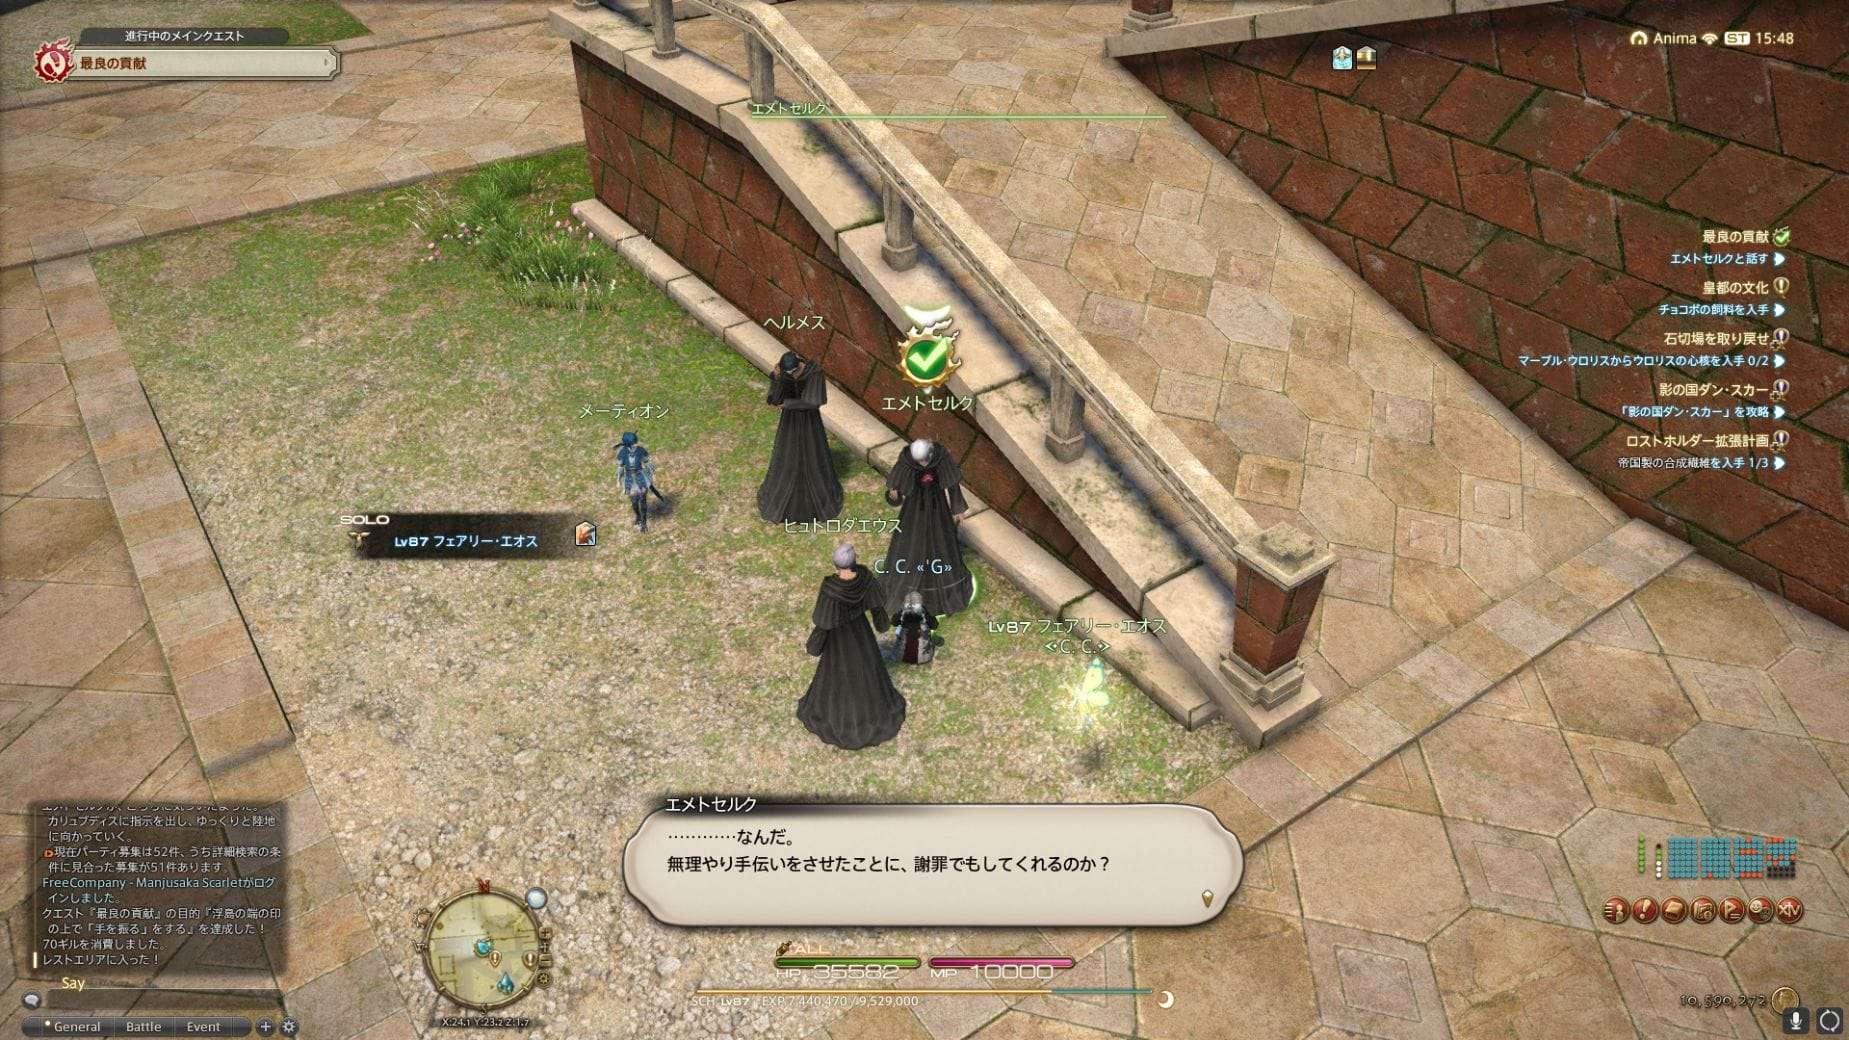 進行中のメインクエスト
最良の貢献
Anima ST 15:48
エメトセルク
最良の貢献
エメトセルクと話す
皇都の文化
チョコボの飼料を入手
石切場を取り戻せ
マーブル・ウロリスからウロリスの心核を入手 0/2
影の国ダン・スカー
「影の国ダン・スカー」を攻略
ロストホルダー拡張計画
帝国製の合成繊維を入手 1/3
ヘルメス
エメトセルク
メーティオン
SOLO
Lv87 フェアリー・エオス
ヒュトロダエウス
C. C. «'G»
Lv87 フェアリー・エオス
<C. C.>
エメトセルク
…………なんだ。
無理やり手伝いをさせたことに、謝罪でもしてくれるのか？
カリュブディスに指示を出し、ゆっくりと陸地
に向かっていく。
現在パーティ募集は52件、うち詳細検索の条
件に見合った募集が51件あります。
FreeCompany - Manjusaka Scarletがログ
インしました。
クエスト『最良の貢献』の目的『浮島の端の印
の上で「手を振る」をする』を達成した！
70ギルを消費しました。
レストエリアに入った！
Say
General Battle Event
X:24.1 Y:23.2 Z:1.7
HP 35582 MP 10000
SCH Lv87 EXP 7,440,470 / 9,529,000
10,590,272
XIV